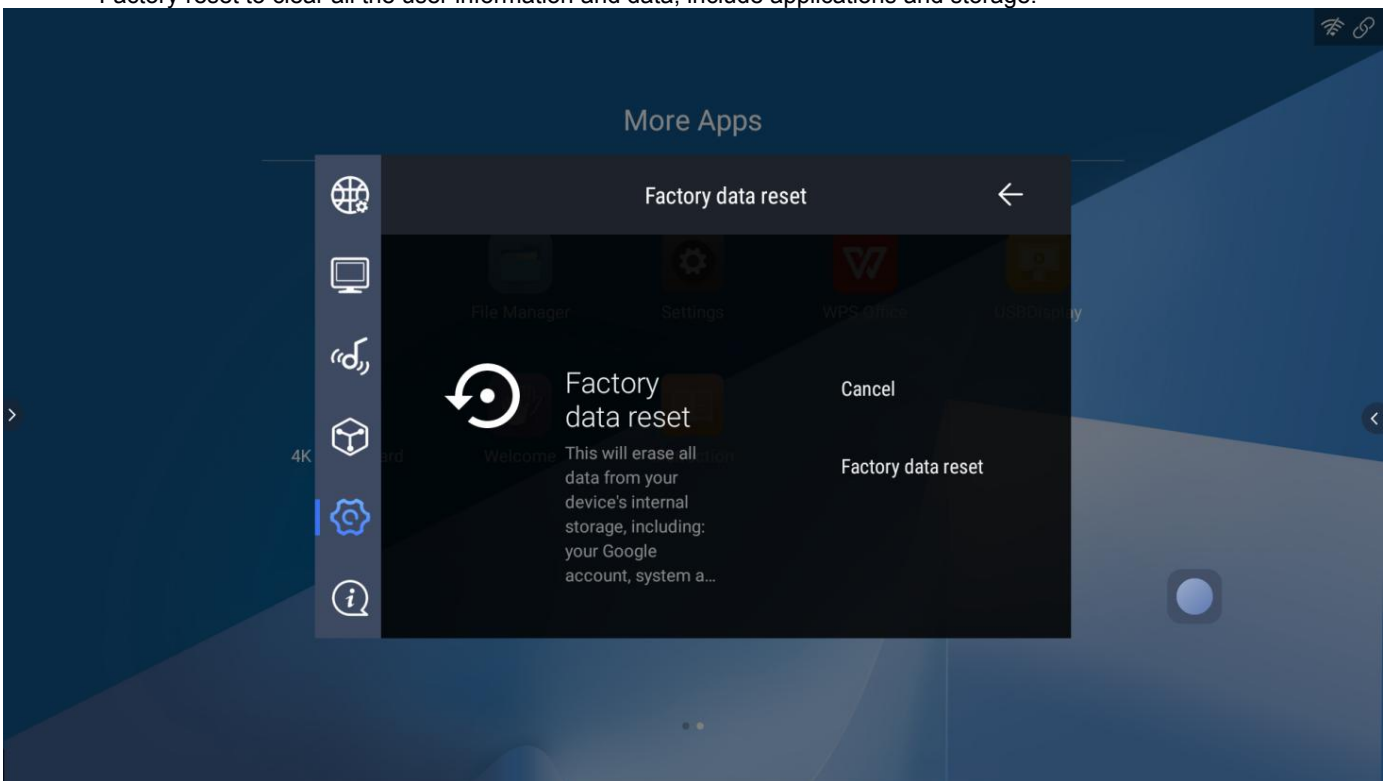 Factory reset to clear all the user information and data, include applications and storage.
More Apps
Factory data reset
File Manager
Settings
WPS Office
USBDisplay
Factory
data reset
Cancel
4K
Welcome
This will erase all
data from your
Factory data reset
device's internal
storage, including:
your Google
account, system a...